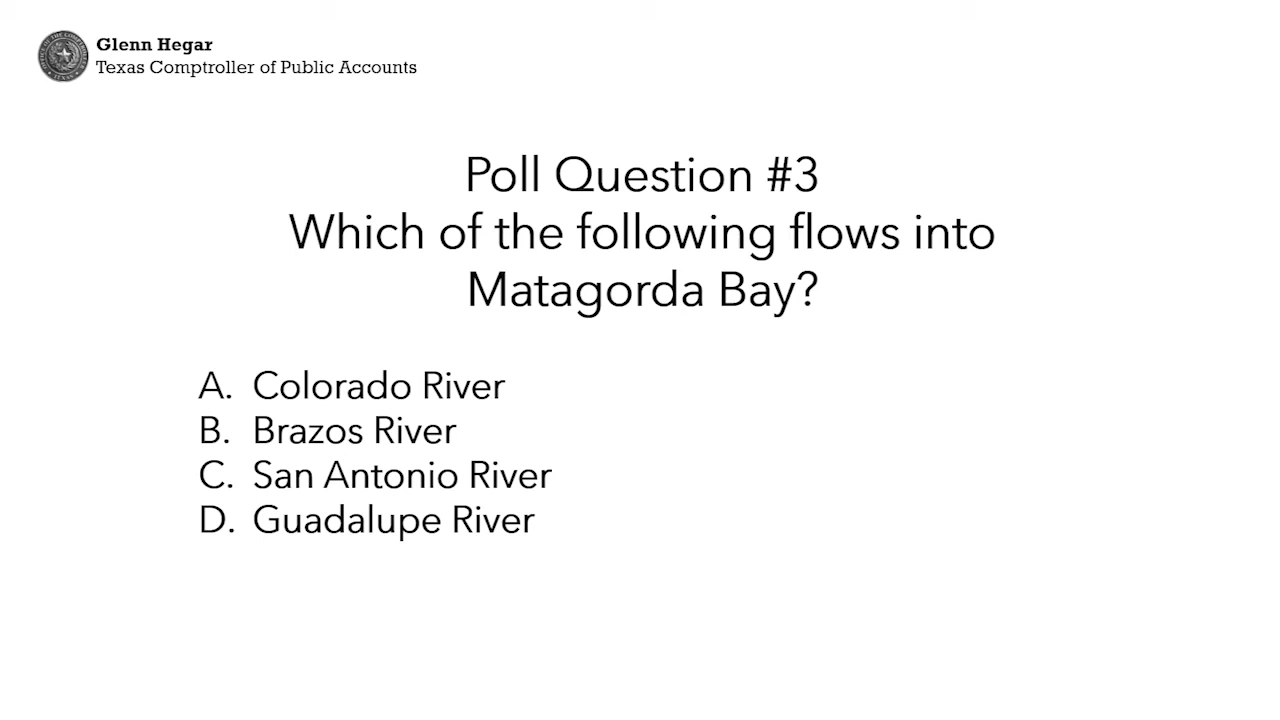 Glenn Hegar
Texas Comptroller of Public Accounts
Poll Question #3
Which of the following flows into
Matagorda Bay?
A. Colorado River
B. Brazos River
C. San Antonio River
D. Guadalupe River